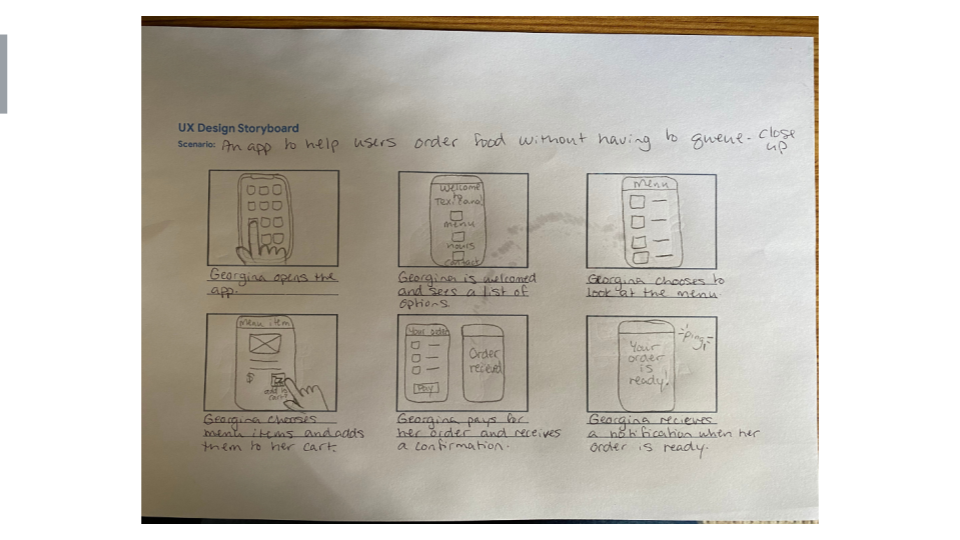 UX Design Storyboard
Scenario: An app to help users order food without having to queue - close
up
Welcome
to
menu
hours
contact
Menu
Georgina opens the
app.
Georgina is welcomed
and sees a list of
options.
Georgina chooses to
look at the menu.
menu item
$
add to
cart
Your order
Pay
Order
-ping!-
Your
order
is
ready!
Georgina chooses
menu items and adds
them to her cart.
Georgina pays for
her order and receives
a confirmation.
Georgina recieves
a notification when her
order is ready.